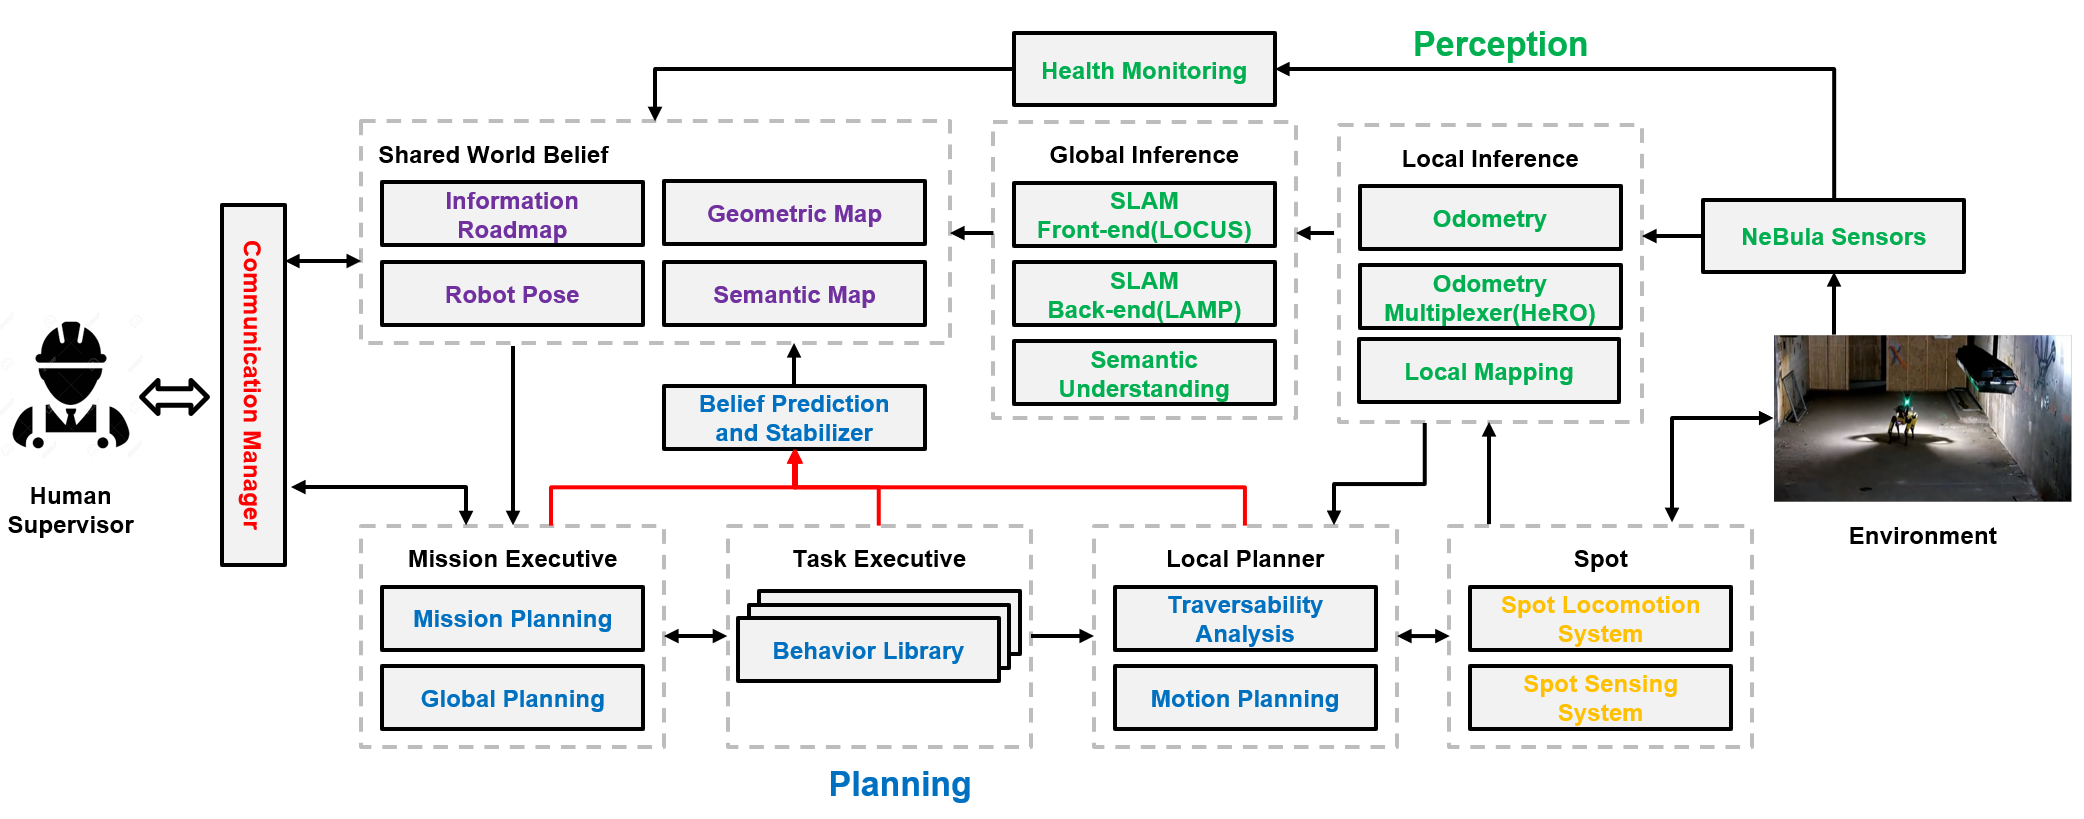 Perception
Health Monitoring
Shared World Belief
Information
Roadmap
Geometric Map
Robot Pose
Semantic Map
Global Inference
SLAM
Front-end(LOCUS)
SLAM
Back-end(LAMP)
Semantic
Understanding
Local Inference
Odometry
Odometry
Multiplexer(HeRO)
Local Mapping
NeBula Sensors
Communication Manager
Human
Supervisor
Belief Prediction
and Stabilizer
Environment
Mission Executive
Mission Planning
Global Planning
Task Executive
Behavior Library
Local Planner
Traversability
Analysis
Motion Planning
Spot
Spot Locomotion
System
Spot Sensing
System
Planning